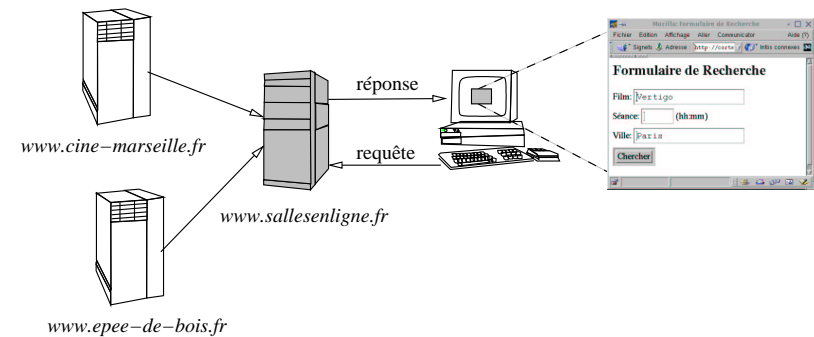 www.cine−marseille.fr
www.epee−de−bois.fr
www.sallesenligne.fr
réponse
requête
Mozilla: Formulaire de Recherche
Fichier Edition Affichage Aller Communicator Aide (?)
Signets Adresse : http://corte Infos connexes
Formulaire de Recherche
Film: Vertigo
Séance: (hh:mm)
Ville: Paris
Chercher